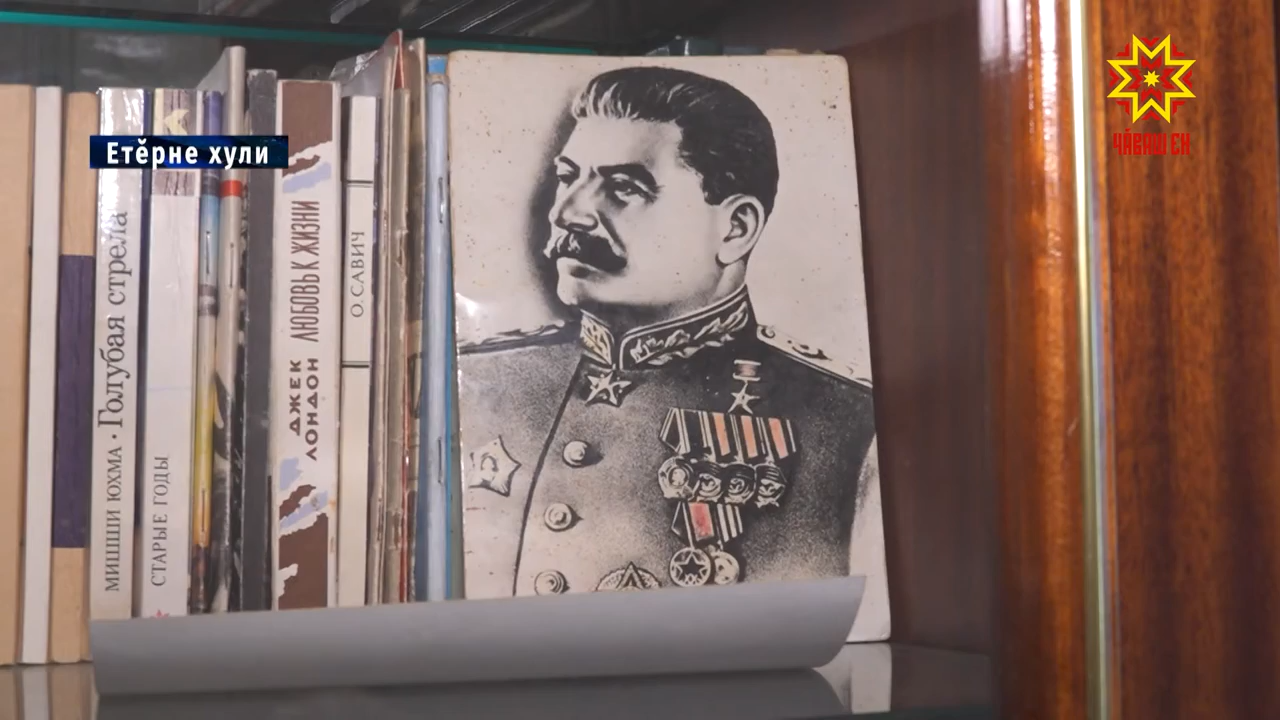 Етĕрне хули
ЧĂВАШ ЕН
МИШШИ ЮХМА · Голубая стрела
СТАРЫЕ ГОДЫ
ДЖЕК ЛОНДОН ЛЮБОВЬ К ЖИЗНИ
О. САВИЧ